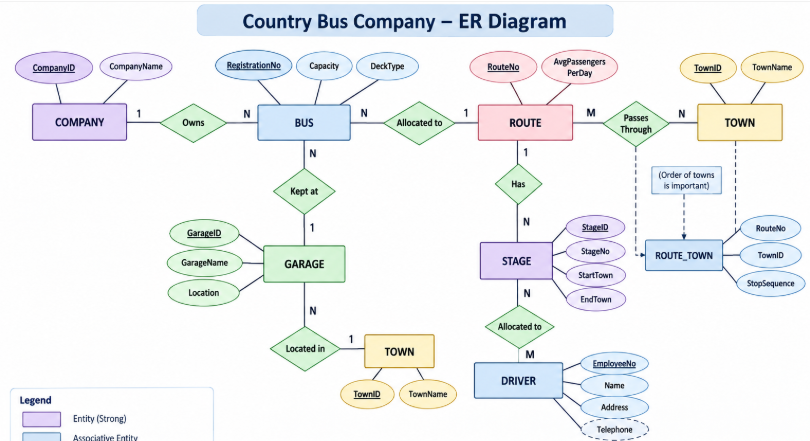 Country Bus Company – ER Diagram
CompanyID
CompanyName
RegistrationNo
Capacity
DeckType
RouteNo
AvgPassengers
PerDay
TownID
TownName
COMPANY
1
Owns
N
BUS
N
Allocated to
1
ROUTE
M
Passes
Through
N
TOWN
N
Kept at
1
1
Has
N
(Order of towns
is important)
GarageID
GarageName
Location
GARAGE
StageID
StageNo
StartTown
EndTown
STAGE
ROUTE_TOWN
RouteNo
TownID
StopSequence
N
Located in
1
TOWN
TownID
TownName
N
Allocated to
M
DRIVER
EmployeeNo
Name
Address
Telephone
Legend
Entity (Strong)
Associative Entity